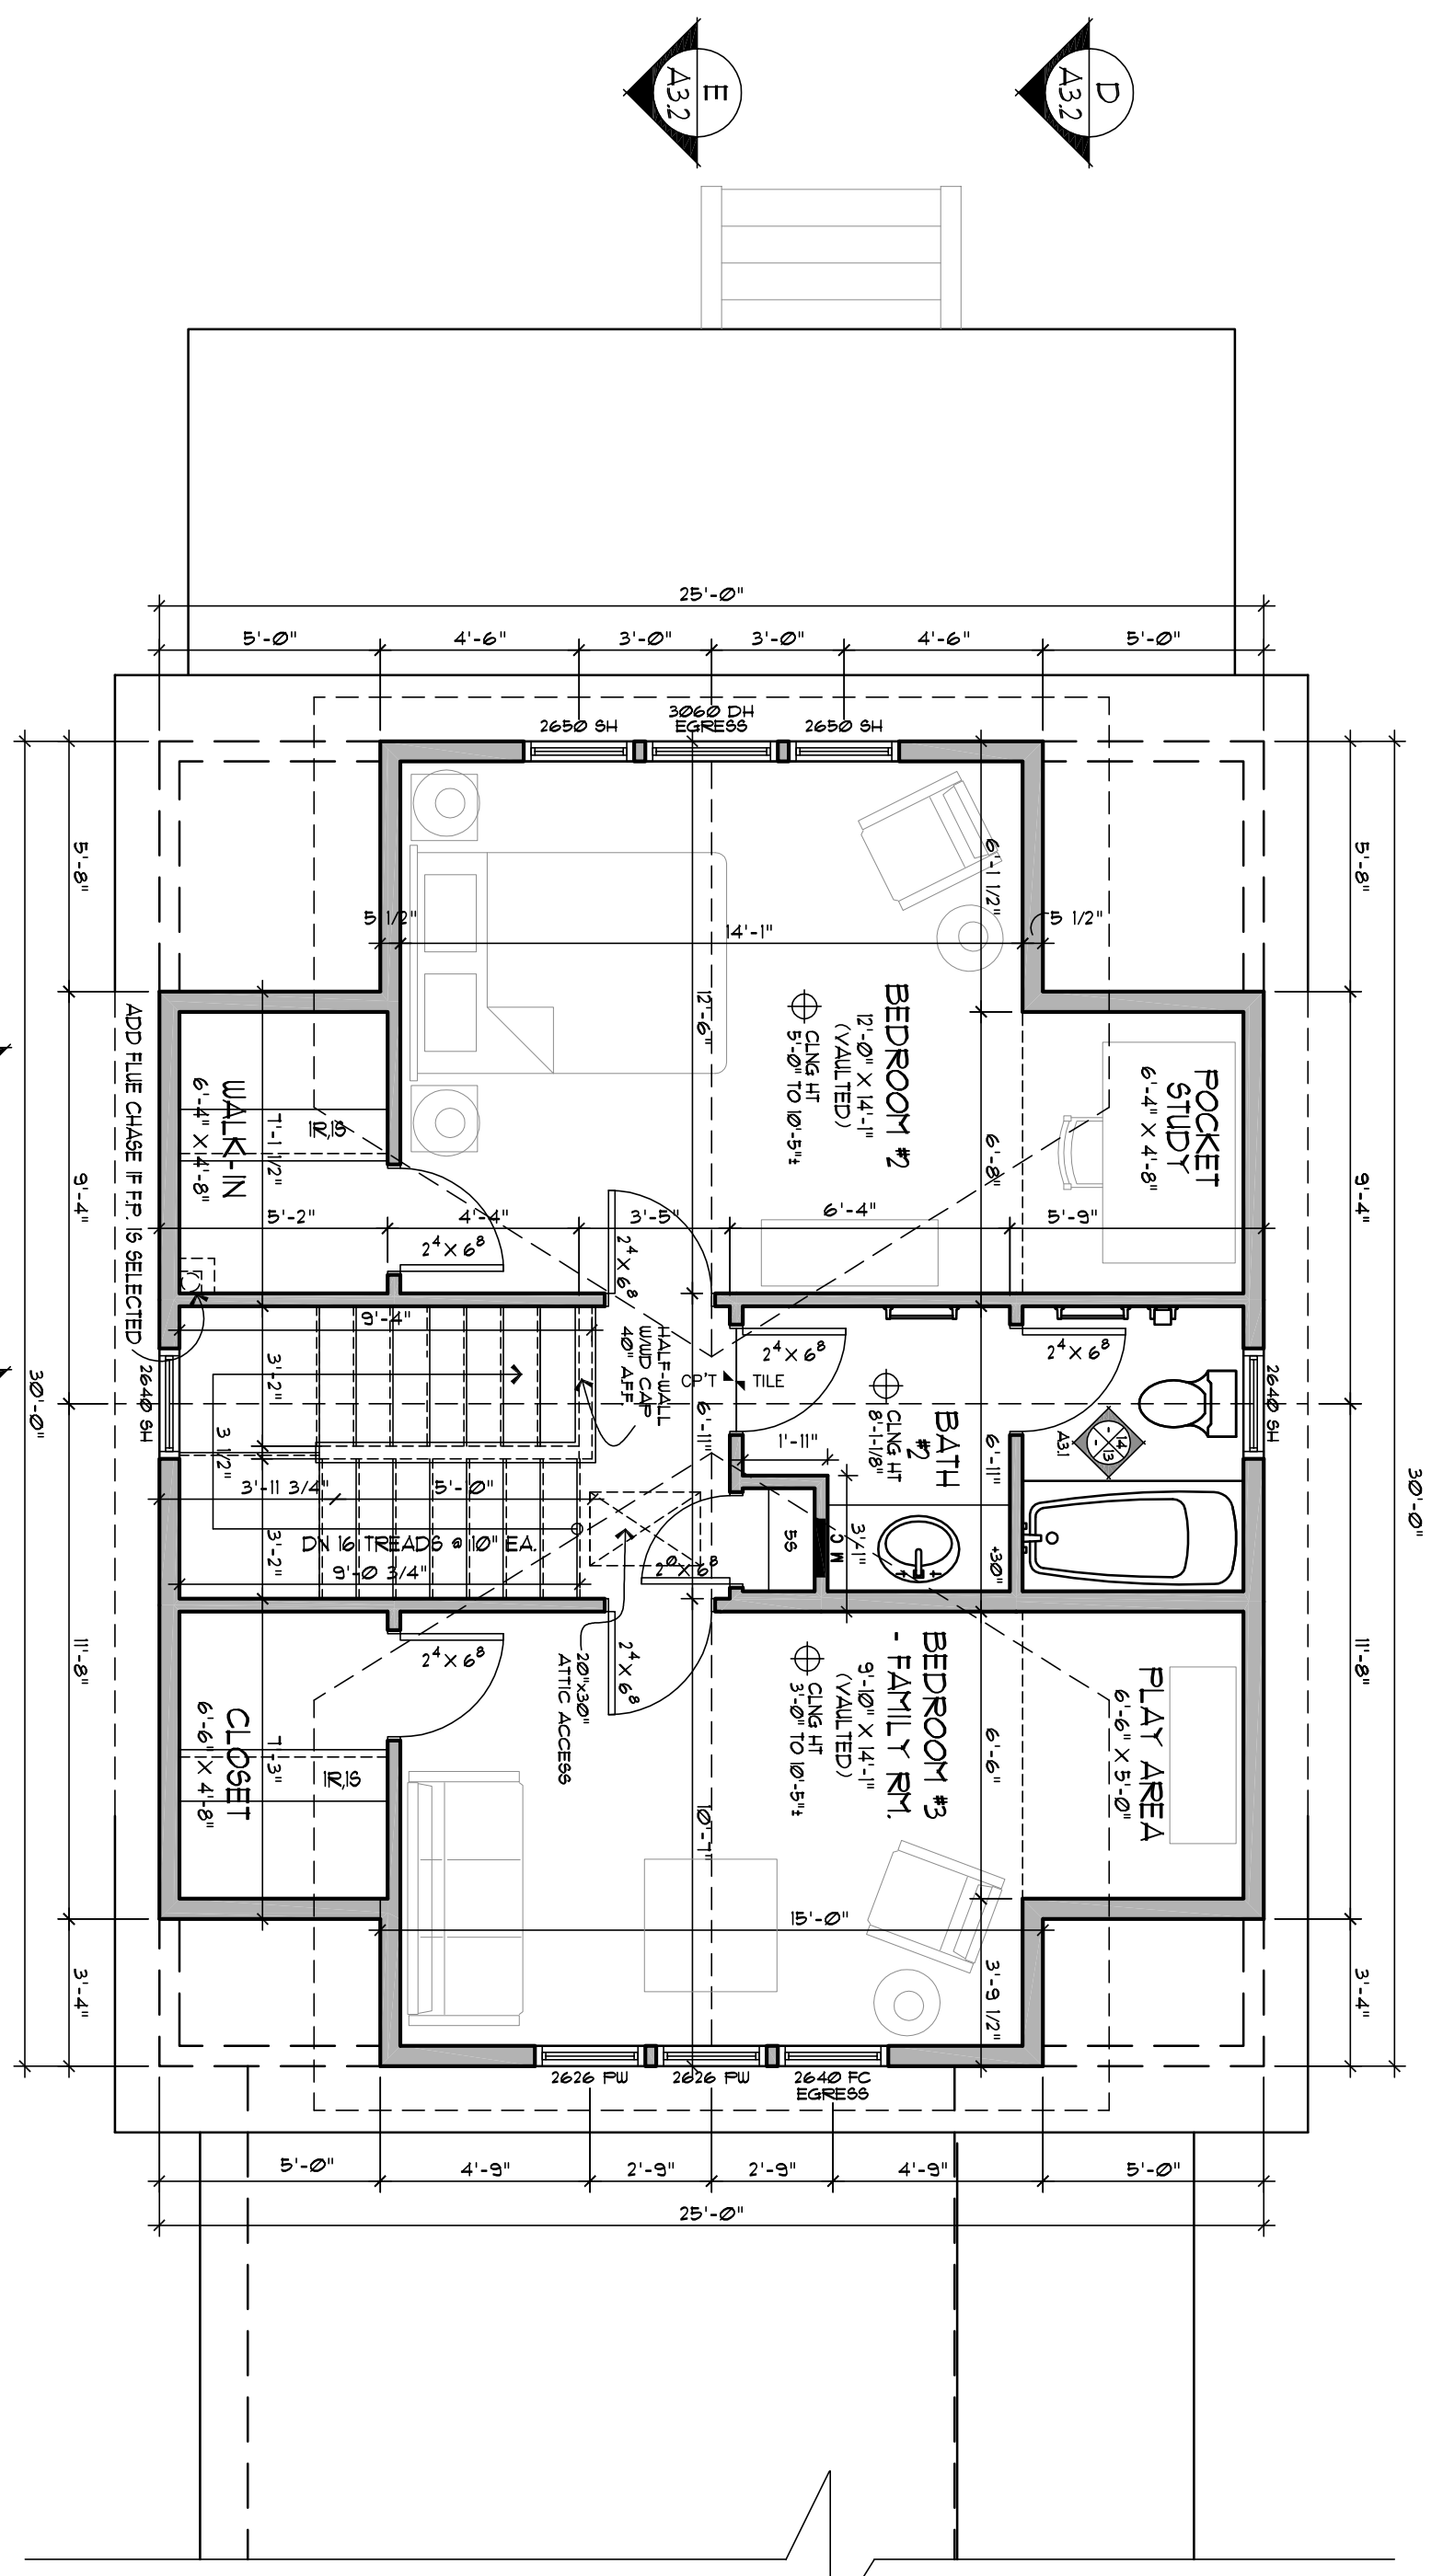 E
A3.2
D
A3.2
25'-0"
5'-0"
4'-6"
3'-0"
3'-0"
4'-6"
5'-0"
2650 SH
3060 DH
EGRESS
2650 SH
5'-8"
9'-4"
11'-8"
3'-4"
30'-0"
5'-8"
9'-4"
11'-8"
3'-4"
30'-0"
6'-1 1/2"
5 1/2"
14'-1"
5 1/2"
12'-6"
BEDROOM #2
12'-0" X 14'-1"
(VAULTED)
CLNG HT
5'-0" TO 10'-5"±
POCKET
STUDY
6'-4" X 4'-8"
6'-8"
WALK-IN
6'-4" X 4'-8"
7'-1 1/2"
1R,1S
ADD FLUE CHASE IF F.P. IS SELECTED
5'-2"
4'-4"
3'-5"
6'-4"
5'-9"
2⁴ X 6⁸
2⁴ X 6⁸
2⁴ X 6⁸
2⁴ X 6⁸
9'-4"
HALF-WALL
W/WD CAP
40" A.F.F.
CP'T
TILE
2640 SH
2640 SH
3'-2"
3 1/2"
3'-2"
6'-11"
BATH
#2
CLNG HT
8'-1-1/8"
6'-11"
14
13
-
-
A3.1
1'-11"
3'-1"
5S
M C
+30"
3'-11 3/4"
5'-10"
DN 16 TREADS @ 10" EA.
9'-0 3/4"
2⁰ X 6⁸
2⁴ X 6⁸
2⁴ X 6⁸
20"x30"
ATTIC ACCESS
CLOSET
6'-6" X 4'-8"
7'-3"
1R,1S
BEDROOM #3
- FAMILY RM.
9'-10" X 14'-1"
(VAULTED)
CLNG HT
3'-0" TO 10'-5"±
6'-6"
PLAY AREA
6'-6" X 5'-0"
10'-7"
15'-0"
3'-9 1/2"
2626 PW
2626 PW
2640 FC
EGRESS
5'-0"
4'-9"
2'-9"
2'-9"
4'-9"
5'-0"
25'-0"